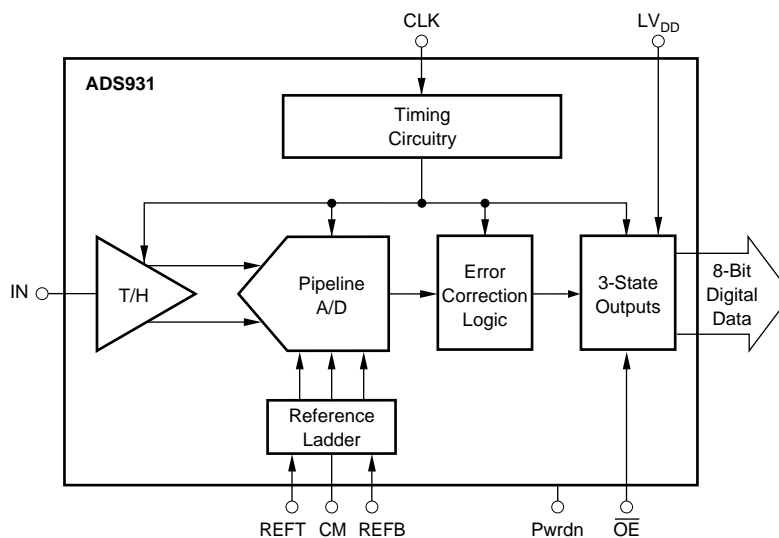 CLK
LVDD
ADS931
Timing
Circuitry
IN
T/H
Pipeline
A/D
Error
Correction
Logic
3-State
Outputs
8-Bit
Digital
Data
Reference
Ladder
REFT
CM
REFB
Pwrdn
OE